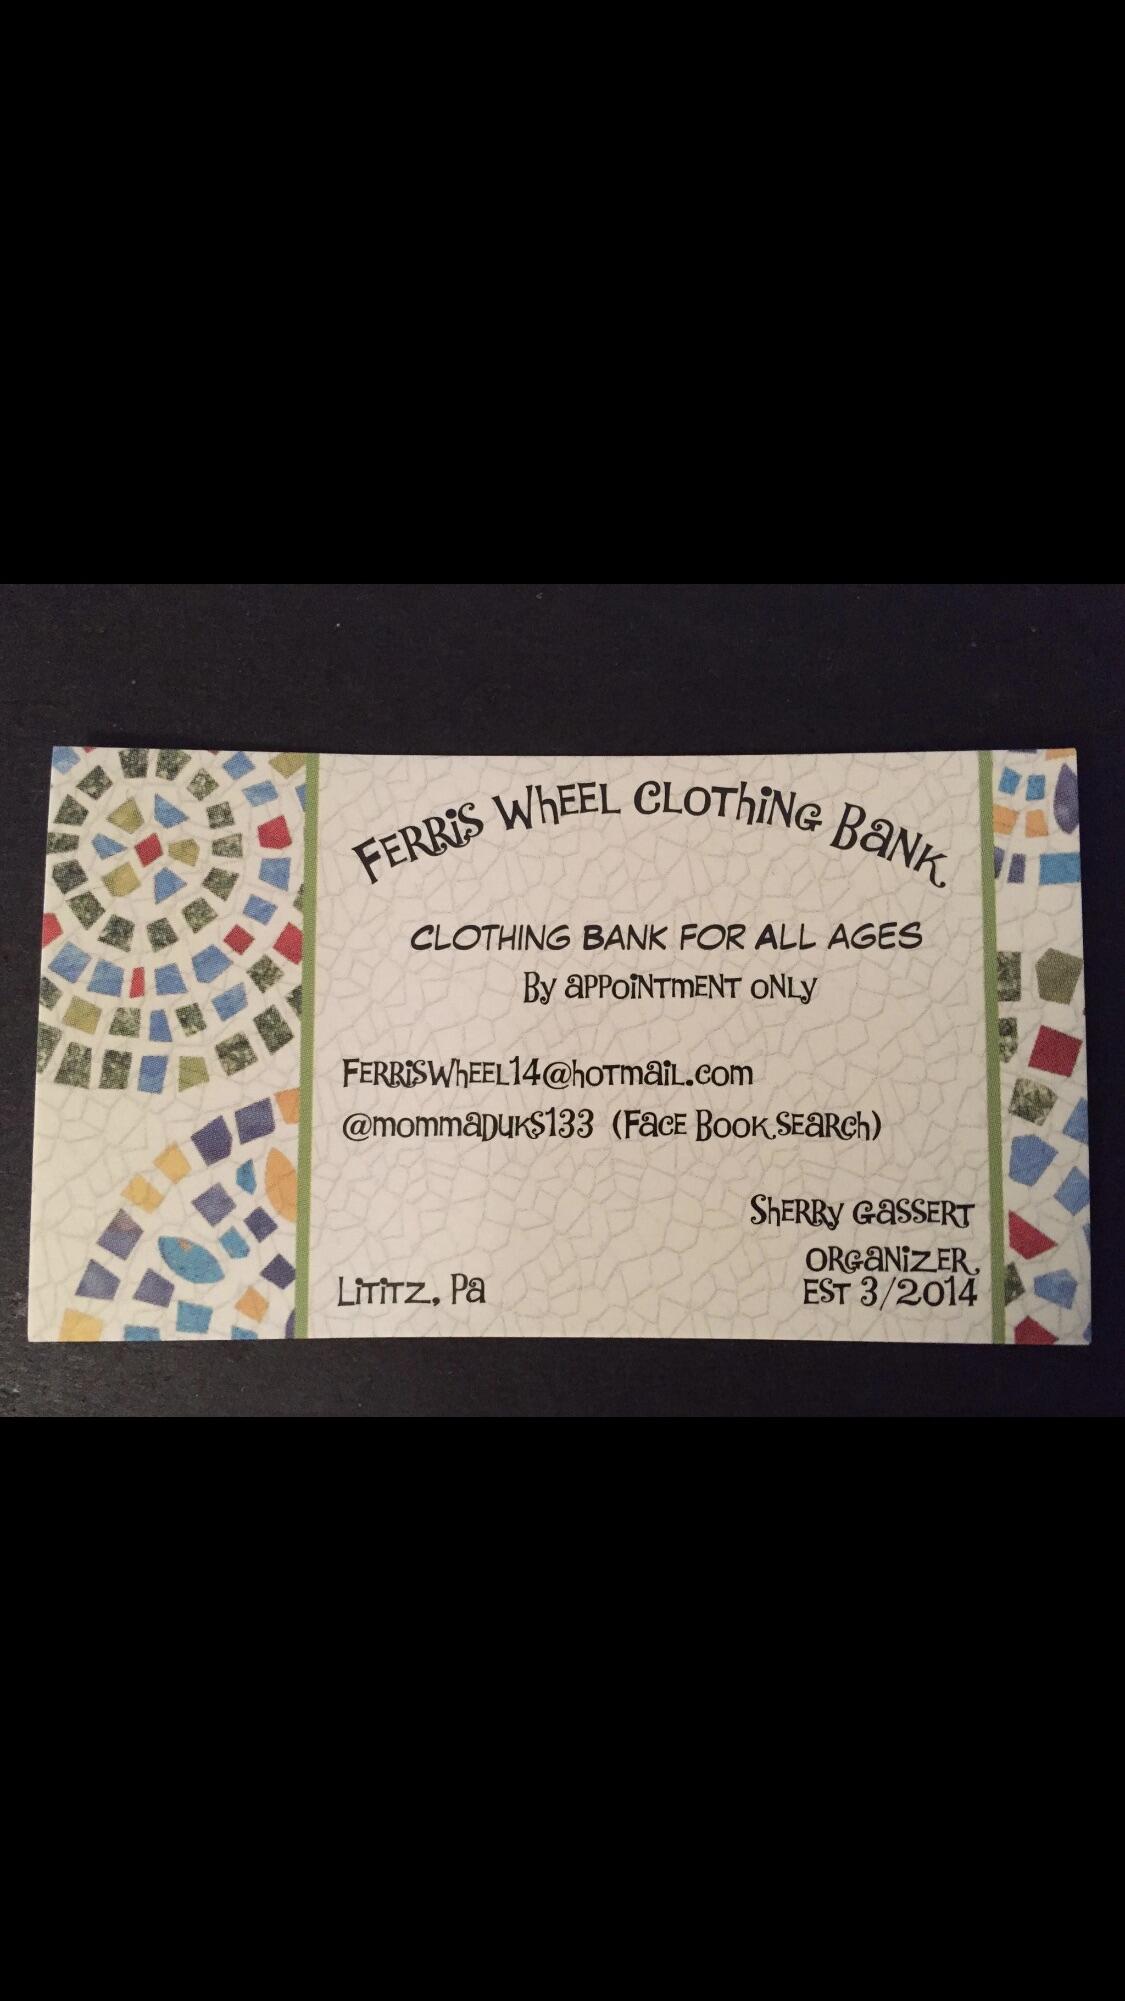 Ferris Wheel Clothing Bank
CLOTHING BANK FOR ALL AGES
By appointment only
Ferriswheel14@hotmail.com
@mommaduks133 (Face Book search)
Sherry Gassert
Organizer
Lititz, Pa
Est 3/2014